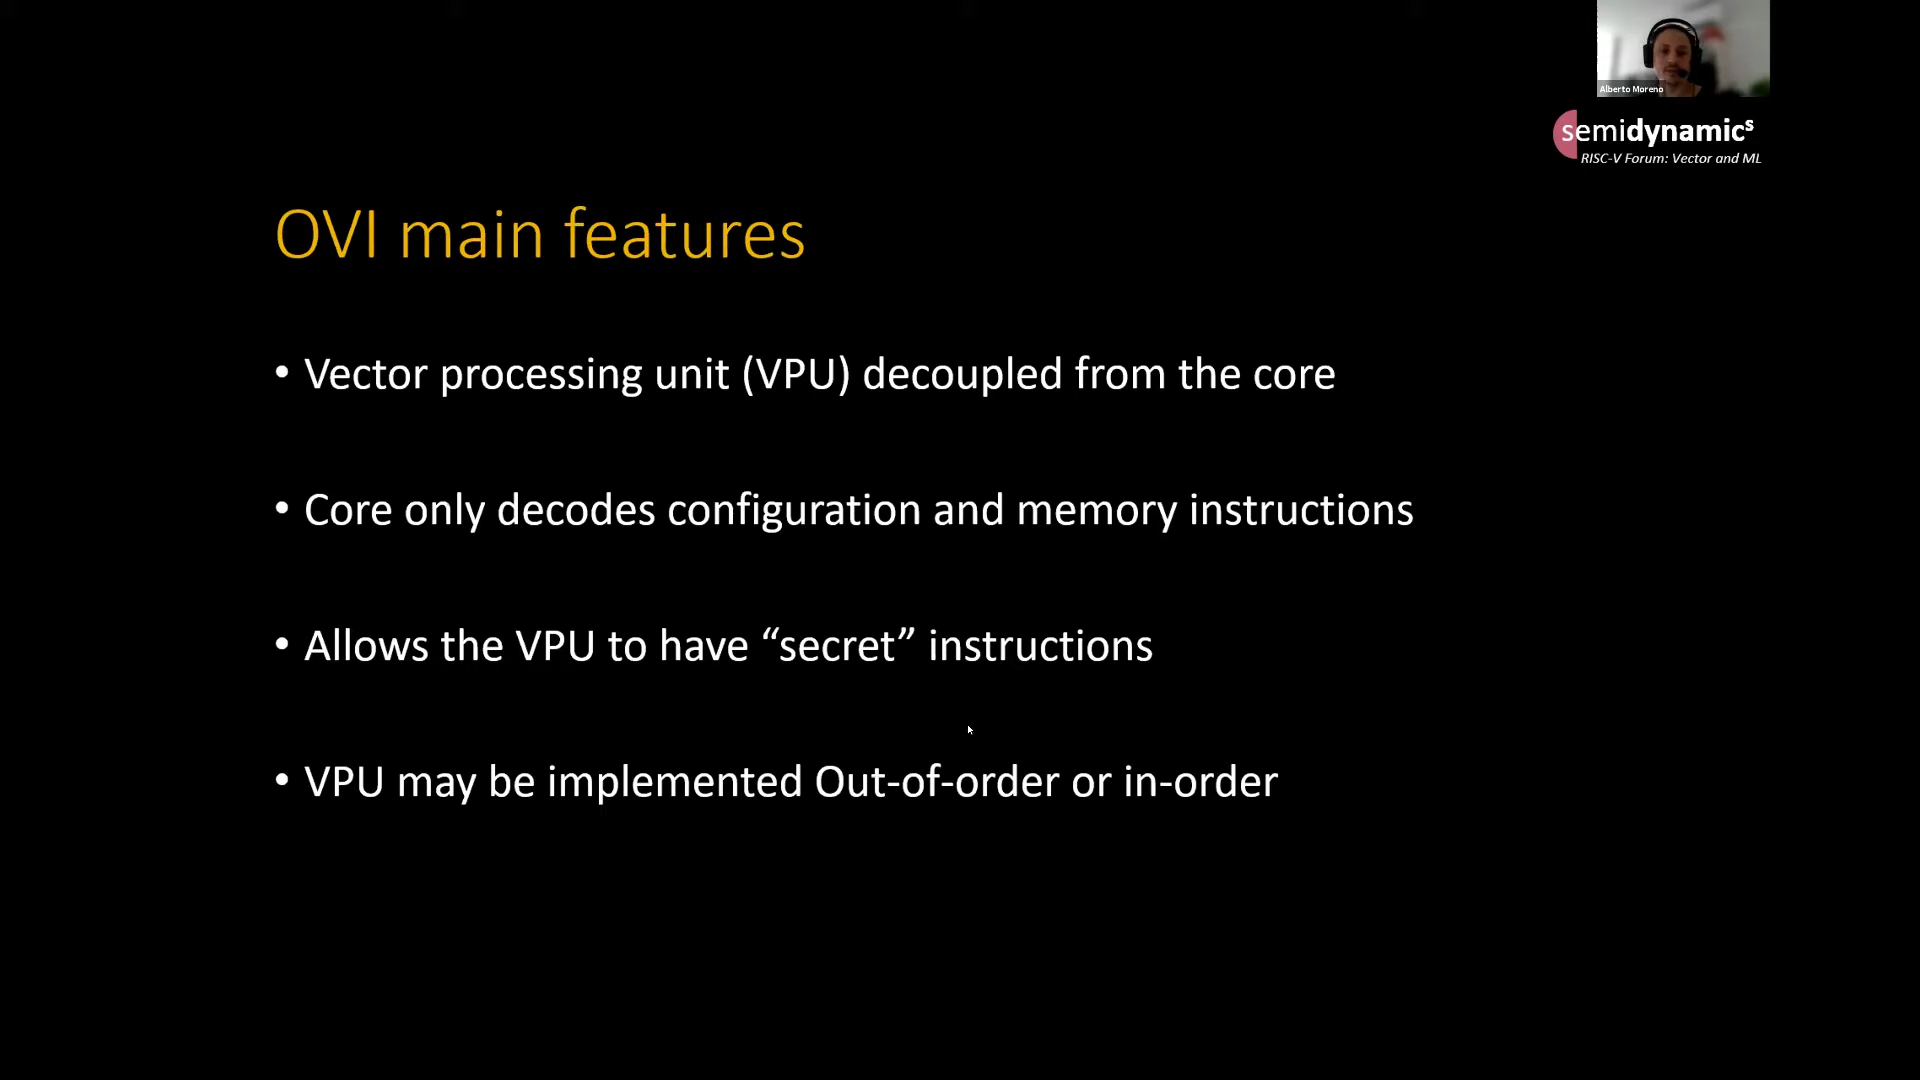 Alberto Moreno
semidynamicˢ
RISC-V Forum: Vector and ML
OVI main features
• Vector processing unit (VPU) decoupled from the core
• Core only decodes configuration and memory instructions
• Allows the VPU to have “secret” instructions
• VPU may be implemented Out-of-order or in-order